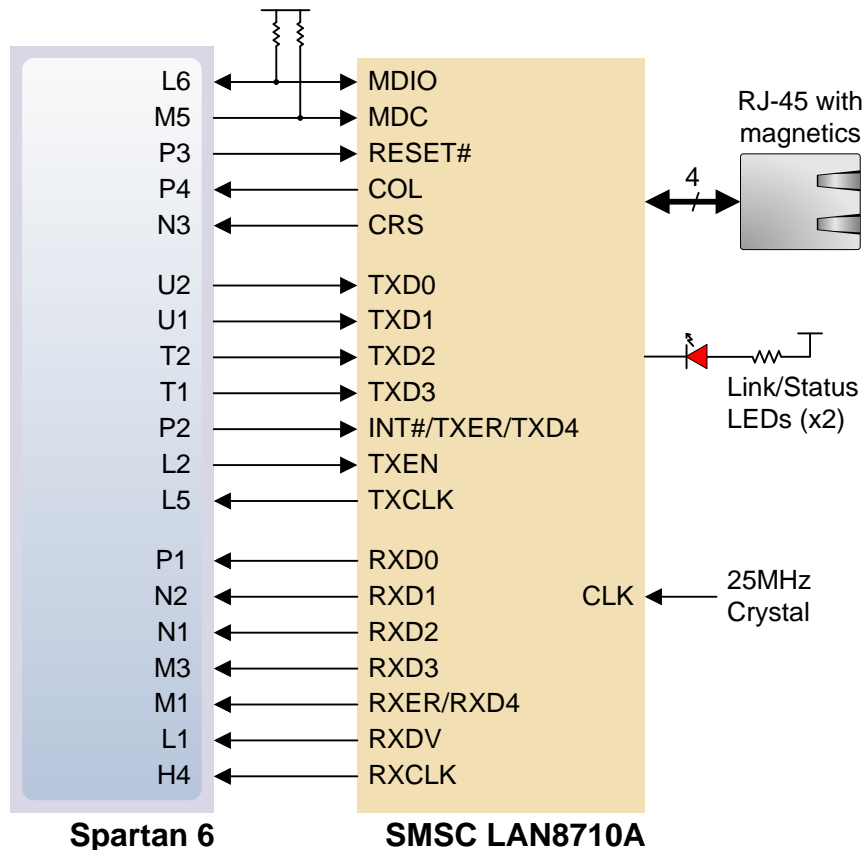 L6 MDIO
M5 MDC
P3 RESET#
P4 COL
N3 CRS
RJ-45 with
magnetics
4
U2 TXD0
U1 TXD1
T2 TXD2
T1 TXD3
P2 INT#/TXER/TXD4
L2 TXEN
L5 TXCLK
Link/Status
LEDs (x2)
P1 RXD0
N2 RXD1
N1 RXD2
M3 RXD3
M1 RXER/RXD4
L1 RXDV
H4 RXCLK
CLK
25MHz
Crystal
Spartan 6
SMSC LAN8710A